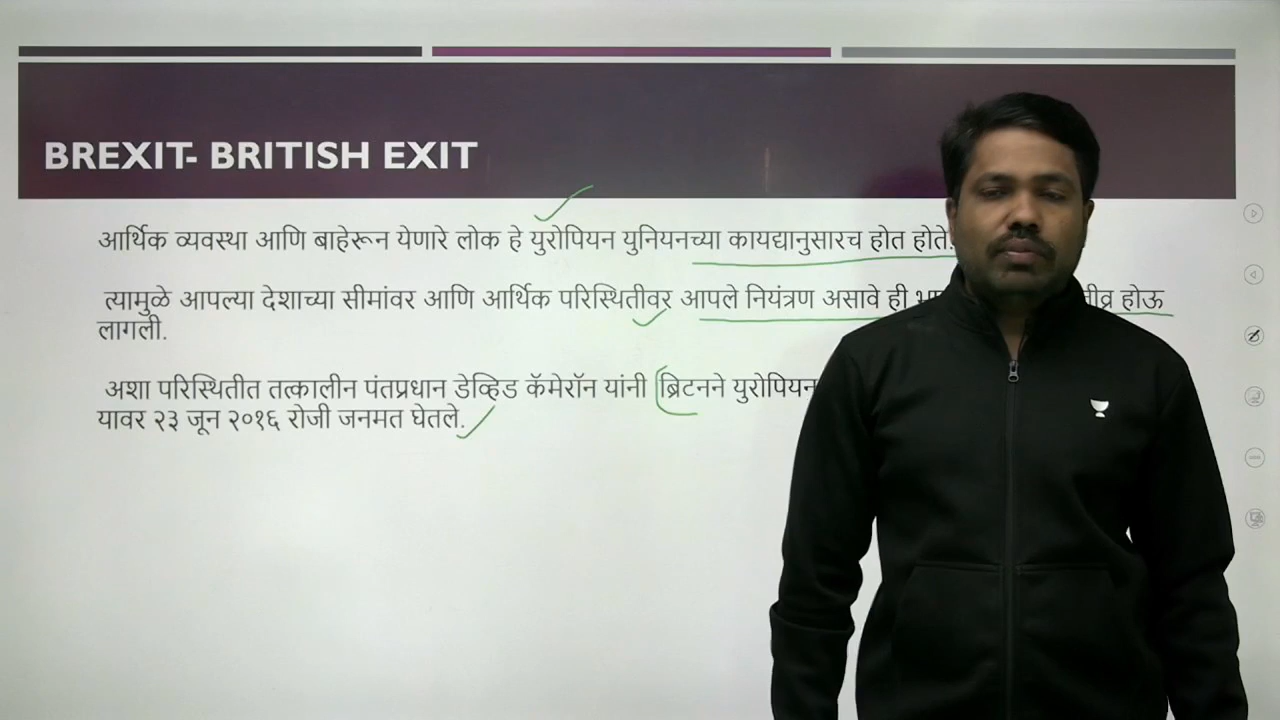 BREXIT- BRITISH EXIT
आर्थिक व्यवस्था आणि बाहेरून येणारे लोक हे युरोपियन युनियनच्या कायद्यानुसारच होत होते.
त्यामुळे आपल्या देशाच्या सीमांवर आणि आर्थिक परिस्थितीवर आपले नियंत्रण असावे ही होऊ
लागली.
अशा परिस्थितीत तत्कालीन पंतप्रधान डेव्हिड कॅमेरॉन यांनी ब्रिटनने युरोपियन
यावर २३ जून २०१६ रोजी जनमत घेतले.